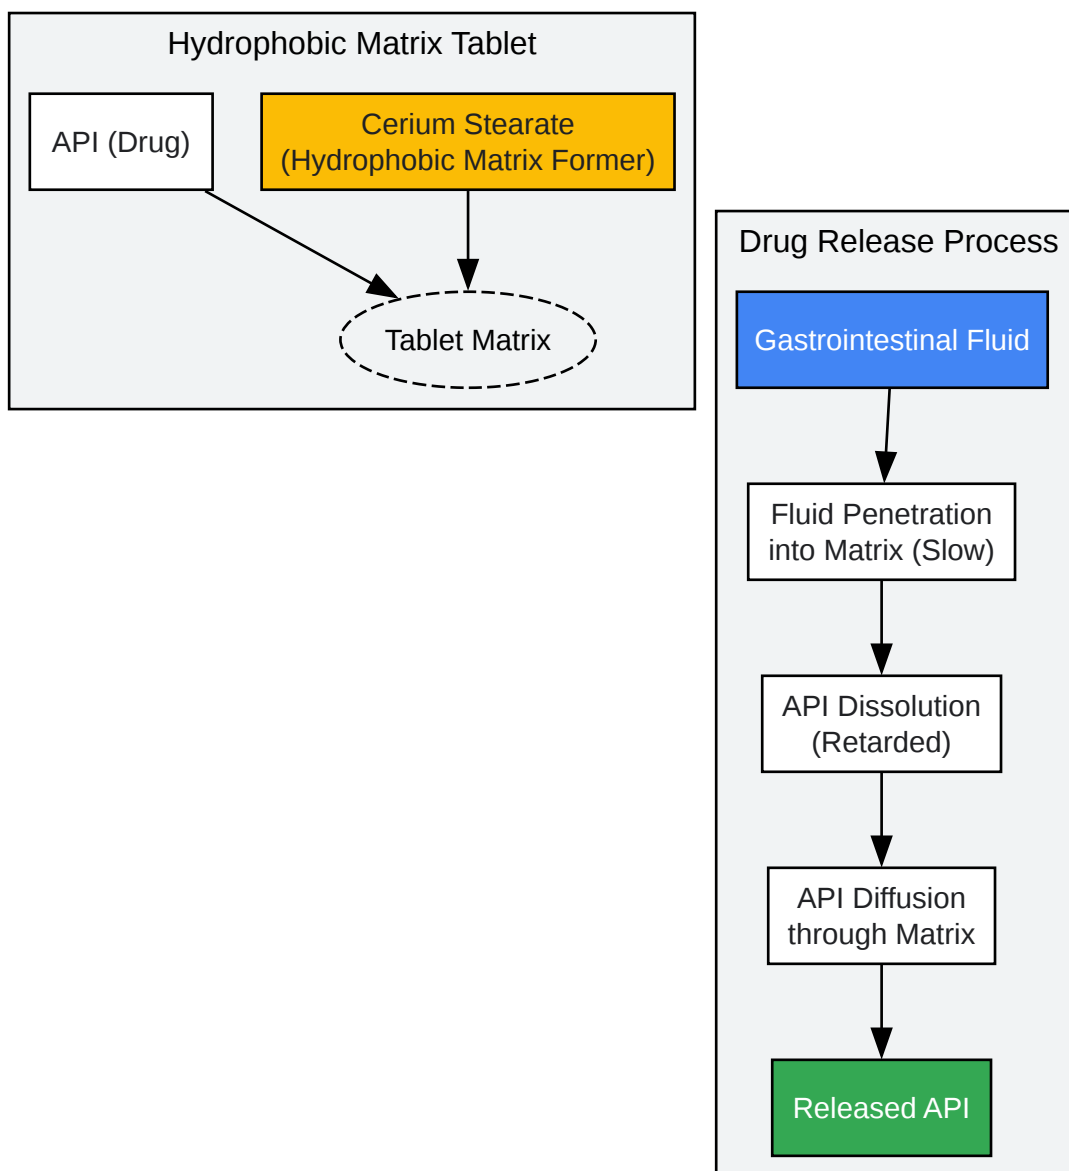 Hydrophobic Matrix Tablet
API (Drug)
Cerium Stearate
(Hydrophobic Matrix Former)
Tablet Matrix
Drug Release Process
Gastrointestinal Fluid
Fluid Penetration
into Matrix (Slow)
API Dissolution
(Retarded)
API Diffusion
through Matrix
Released API